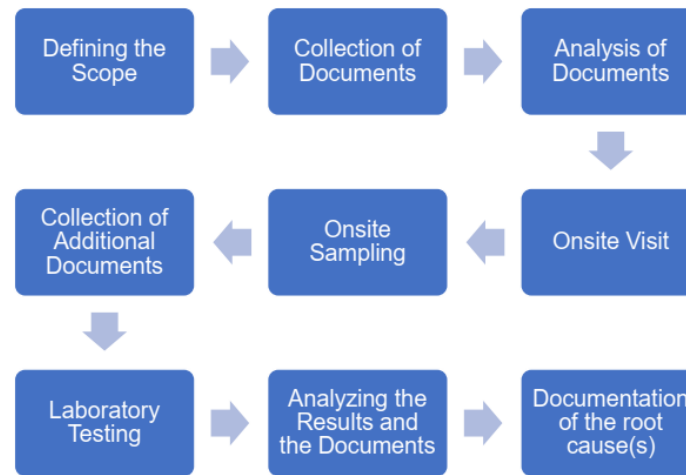 Defining the
Scope
Collection of
Documents
Analysis of
Documents
Onsite Visit
Onsite
Sampling
Collection of
Additional
Documents
Laboratory
Testing
Analyzing the
Results and
the Documents
Documentation
of the root
cause(s)